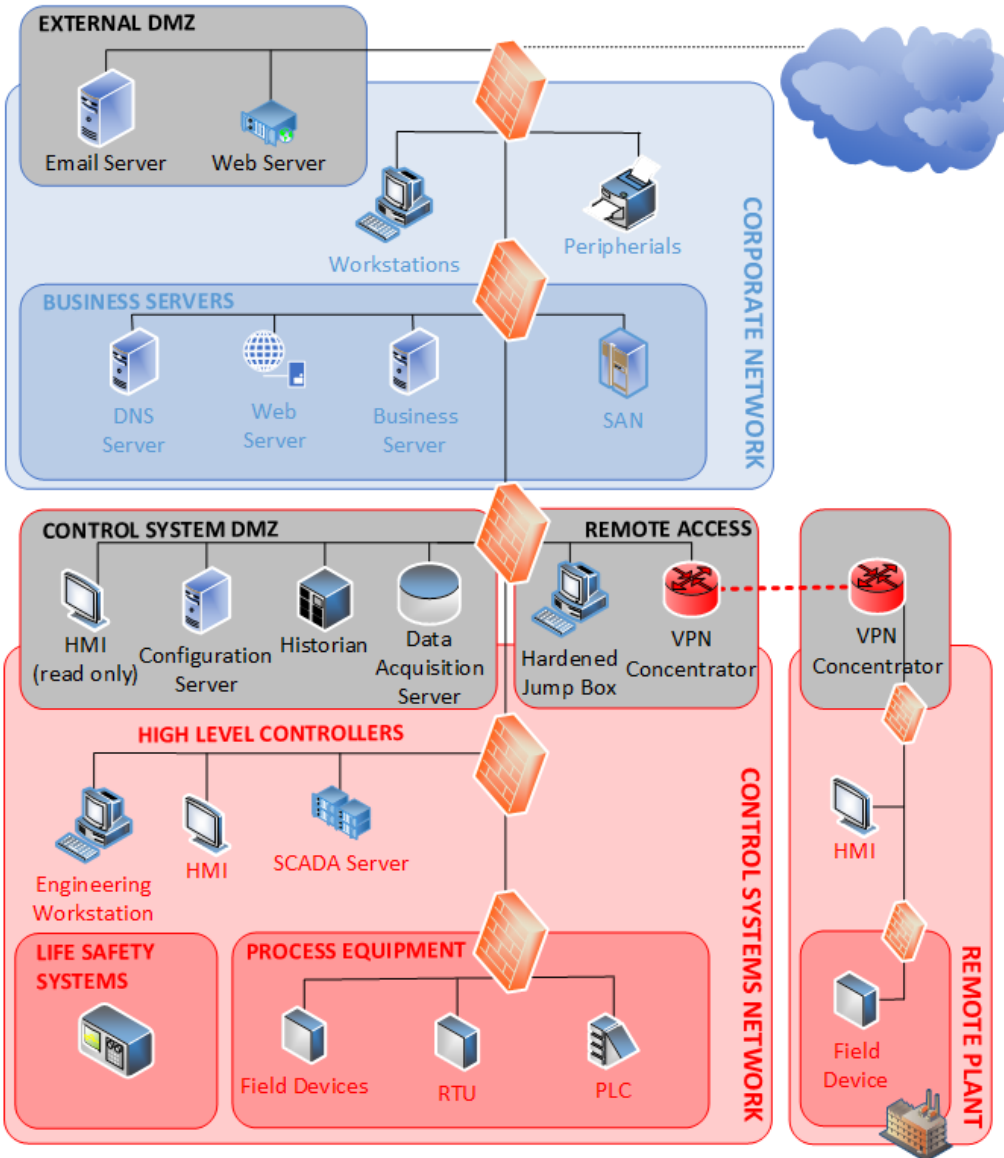 EXTERNAL DMZ
Email Server
Web Server
Workstations
Peripherials
CORPORATE NETWORK
BUSINESS SERVERS
DNS
Server
Web
Server
Business
Server
SAN
CONTROL SYSTEM DMZ
HMI
(read only)
Configuration
Server
Historian
Data
Acquisition
Server
REMOTE ACCESS
Hardened
Jump Box
VPN
Concentrator
VPN
Concentrator
HIGH LEVEL CONTROLLERS
Engineering
Workstation
HMI
SCADA Server
CONTROL SYSTEMS NETWORK
HMI
LIFE SAFETY
SYSTEMS
PROCESS EQUIPMENT
Field Devices
RTU
PLC
Field
Device
REMOTE PLANT